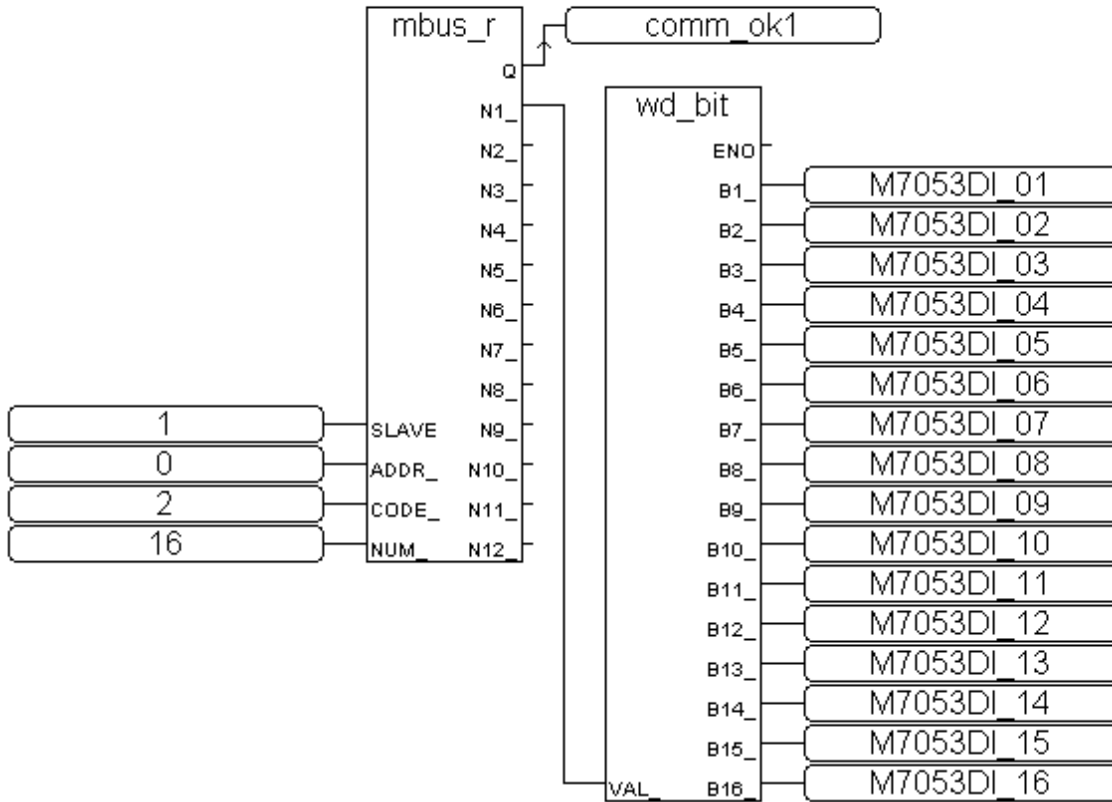 mbus_r
comm_ok1
Q
N1_
wd_bit
N2_
ENO
N3_
B1_ M7053DI_01
N4_
B2_ M7053DI_02
N5_
B3_ M7053DI_03
N6_
B4_ M7053DI_04
N7_
B5_ M7053DI_05
N8_
B6_ M7053DI_06
1 SLAVE N9_
B7_ M7053DI_07
0 ADDR_ N10_
B8_ M7053DI_08
2 CODE_ N11_
B9_ M7053DI_09
16 NUM_ N12_
B10_ M7053DI_10
B11_ M7053DI_11
B12_ M7053DI_12
B13_ M7053DI_13
B14_ M7053DI_14
B15_ M7053DI_15
VAL_ B16_ M7053DI_16